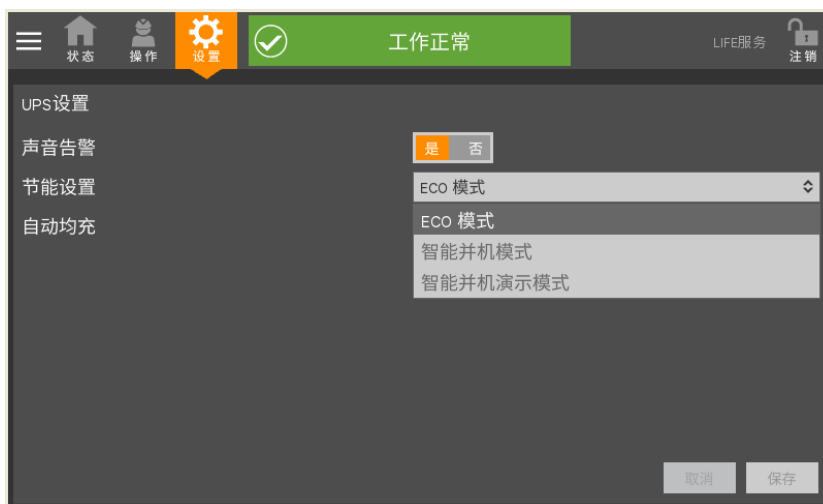 状态 操作 设置 工作正常 LIFE服务 注销
UPS设置
声音告警 是 否
节能设置 ECO 模式
自动均充 ECO 模式
智能并机模式
智能并机演示模式
取消 保存